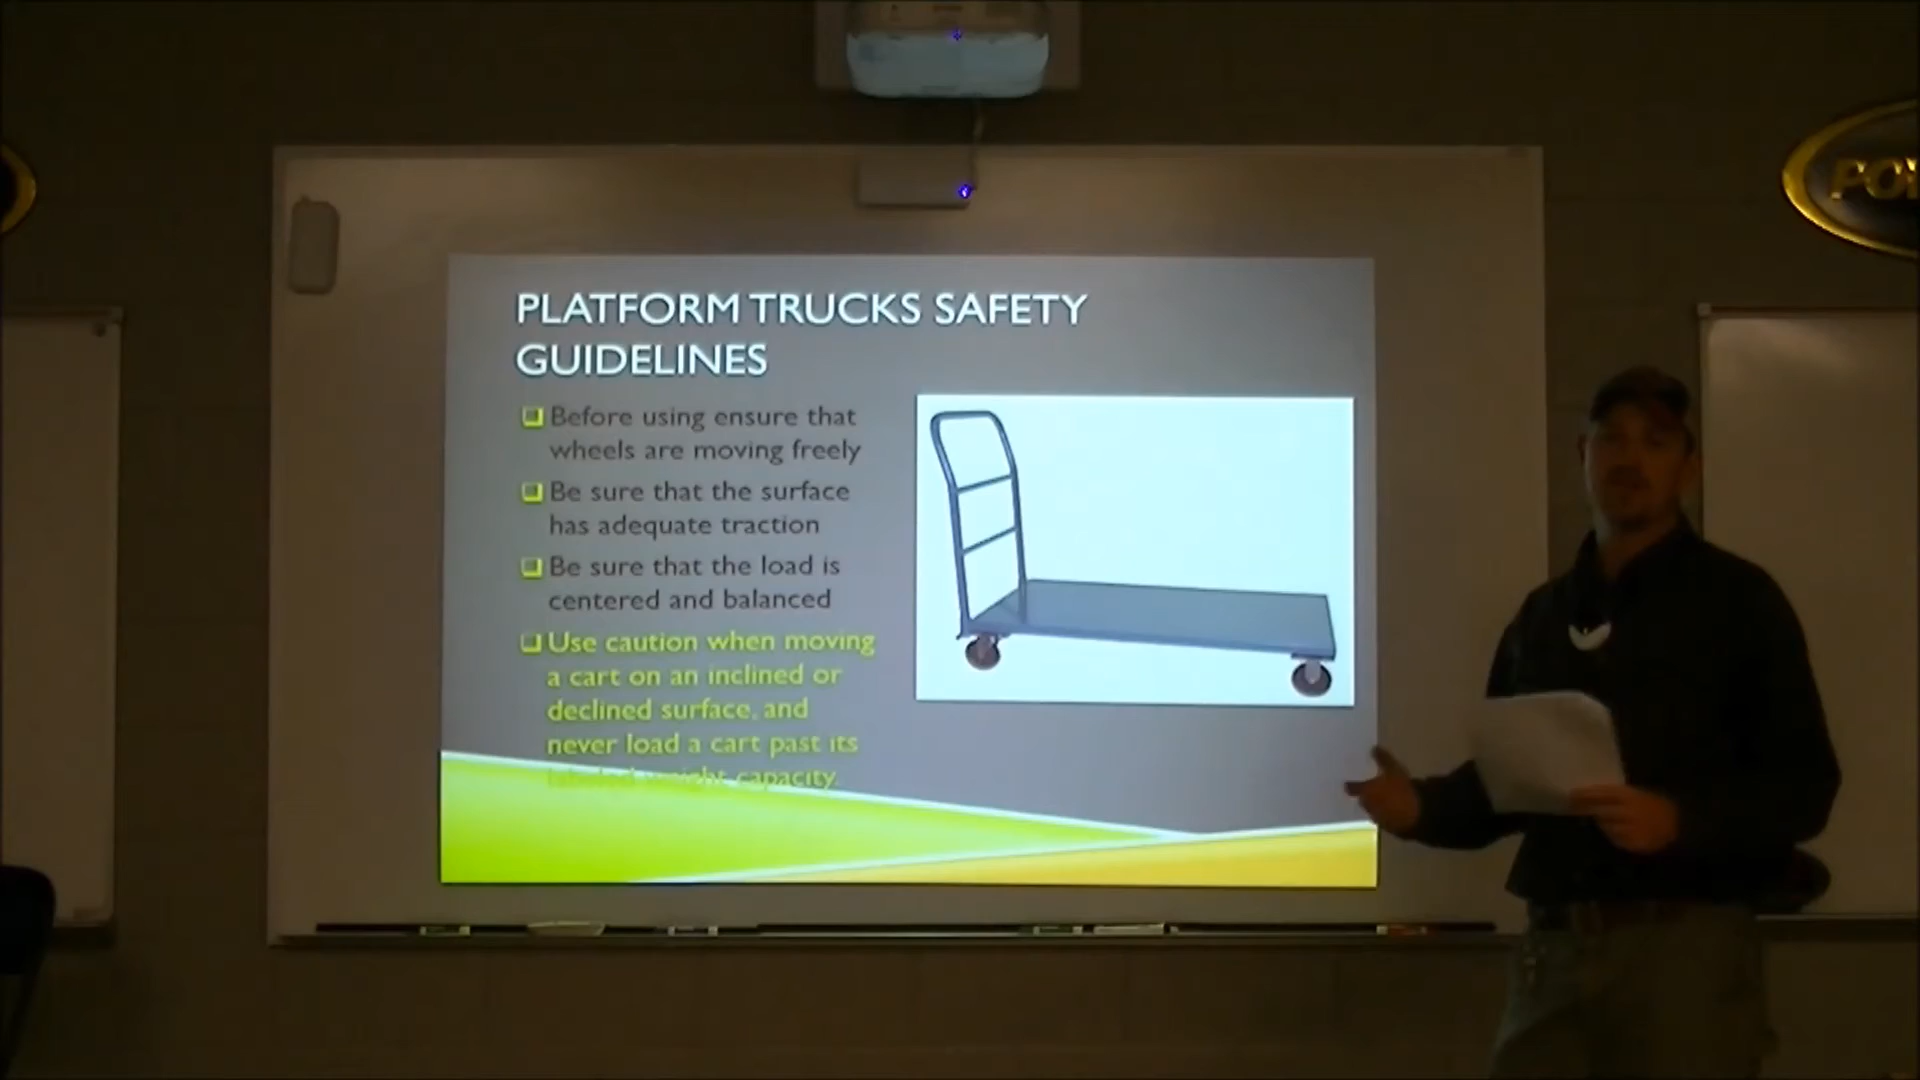 PLATFORM TRUCKS SAFETY
GUIDELINES
Before using ensure that
wheels are moving freely
Be sure that the surface
has adequate traction
Be sure that the load is
centered and balanced
Use caution when moving
a cart on an inclined or
declined surface, and
never load a cart past its
labeled weight capacity.